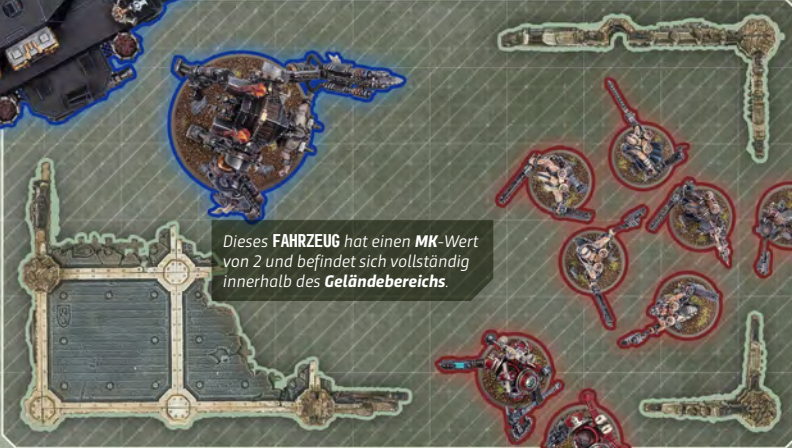 Dieses FAHRZEUG hat einen MK-Wert
von 2 und befindet sich vollständig
innerhalb des Geländebereichs.